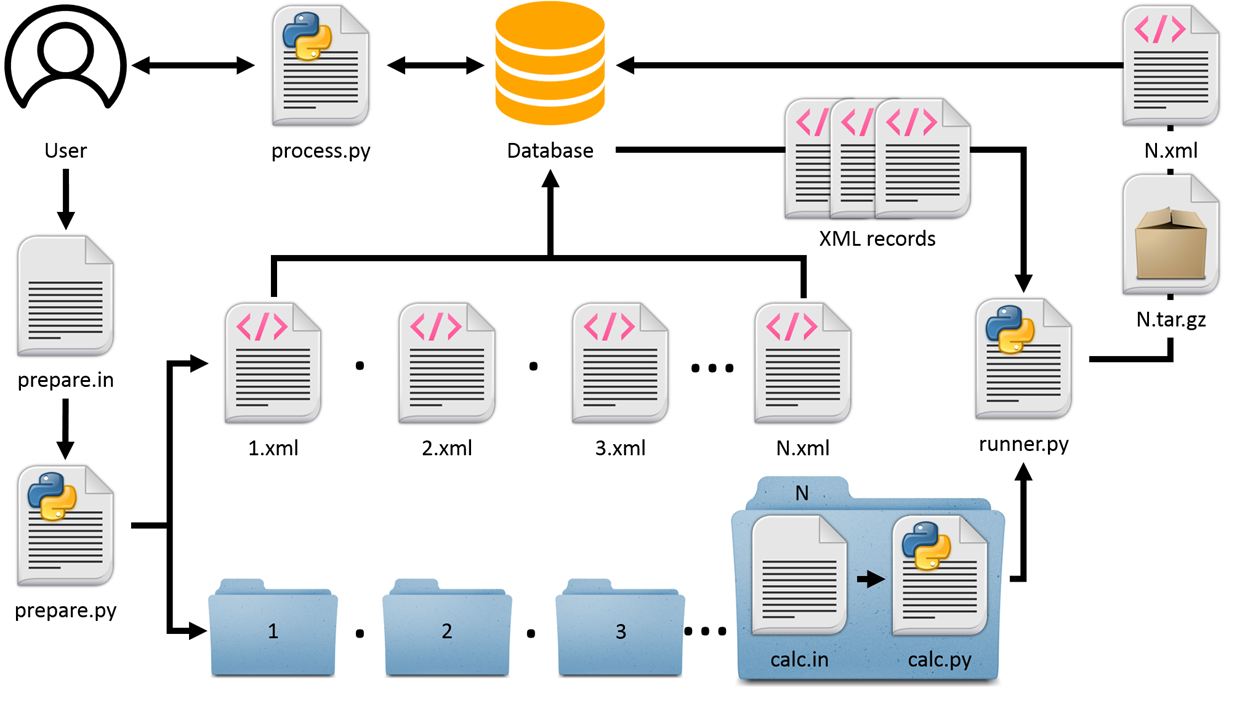 User
process.py
Database
N.xml
XML records
N.tar.gz
prepare.in
1.xml
2.xml
3.xml
N.xml
runner.py
prepare.py
1
2
3
N
calc.in
calc.py